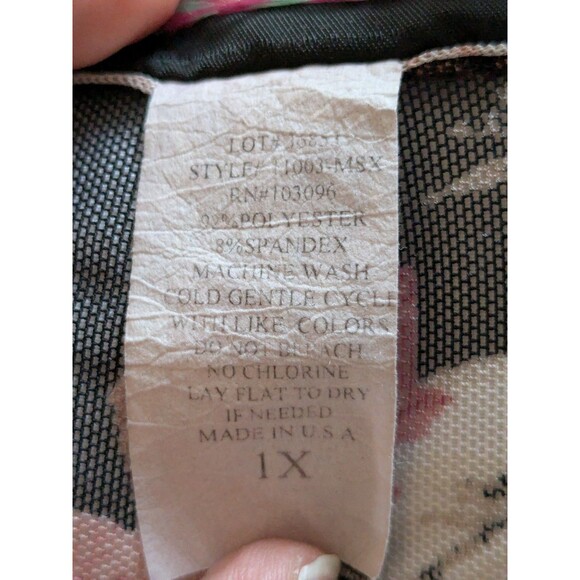 LOT#
STYLE# 11003-MSX
RN#103096
92%POLYESTER
8%SPANDEX
MACHINE WASH
COLD GENTLE CYCLE
WITH LIKE COLORS
DO NOT BLEACH
NO CHLORINE
LAY FLAT TO DRY
IF NEEDED
MADE IN U.S.A
1X